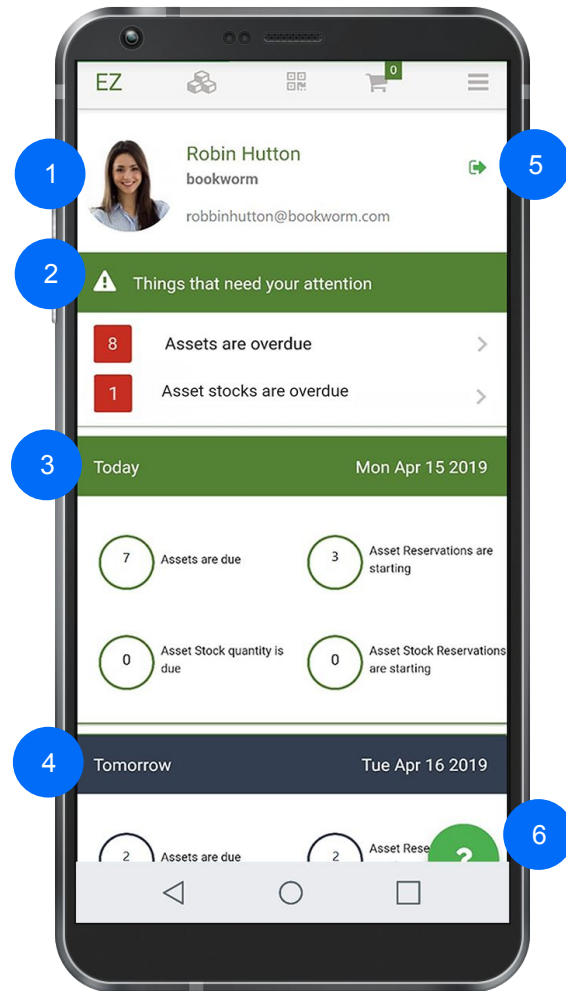 EZ
0
1
Robin Hutton
bookworm
robbinhutton@bookworm.com
5
2
Things that need your attention
8 Assets are overdue
1 Asset stocks are overdue
3
Today Mon Apr 15 2019
7 Assets are due
3 Asset Reservations are
starting
0 Asset Stock quantity is
due
0 Asset Stock Reservations
are starting
4
Tomorrow Tue Apr 16 2019
2 Assets are due
2 Asset Rese
?
6